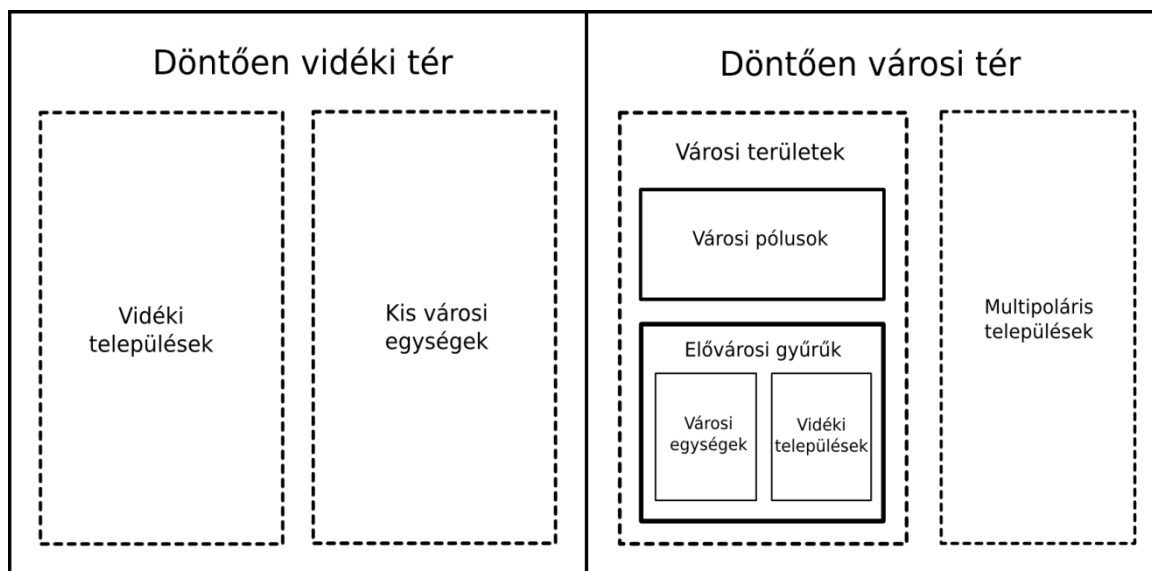 Döntően vidéki tér
Vidéki
települések
Kis városi
egységek
Döntően városi tér
Városi területek
Városi pólusok
Elővárosi gyűrűk
Városi
egységek
Vidéki
települések
Multipoláris
települések